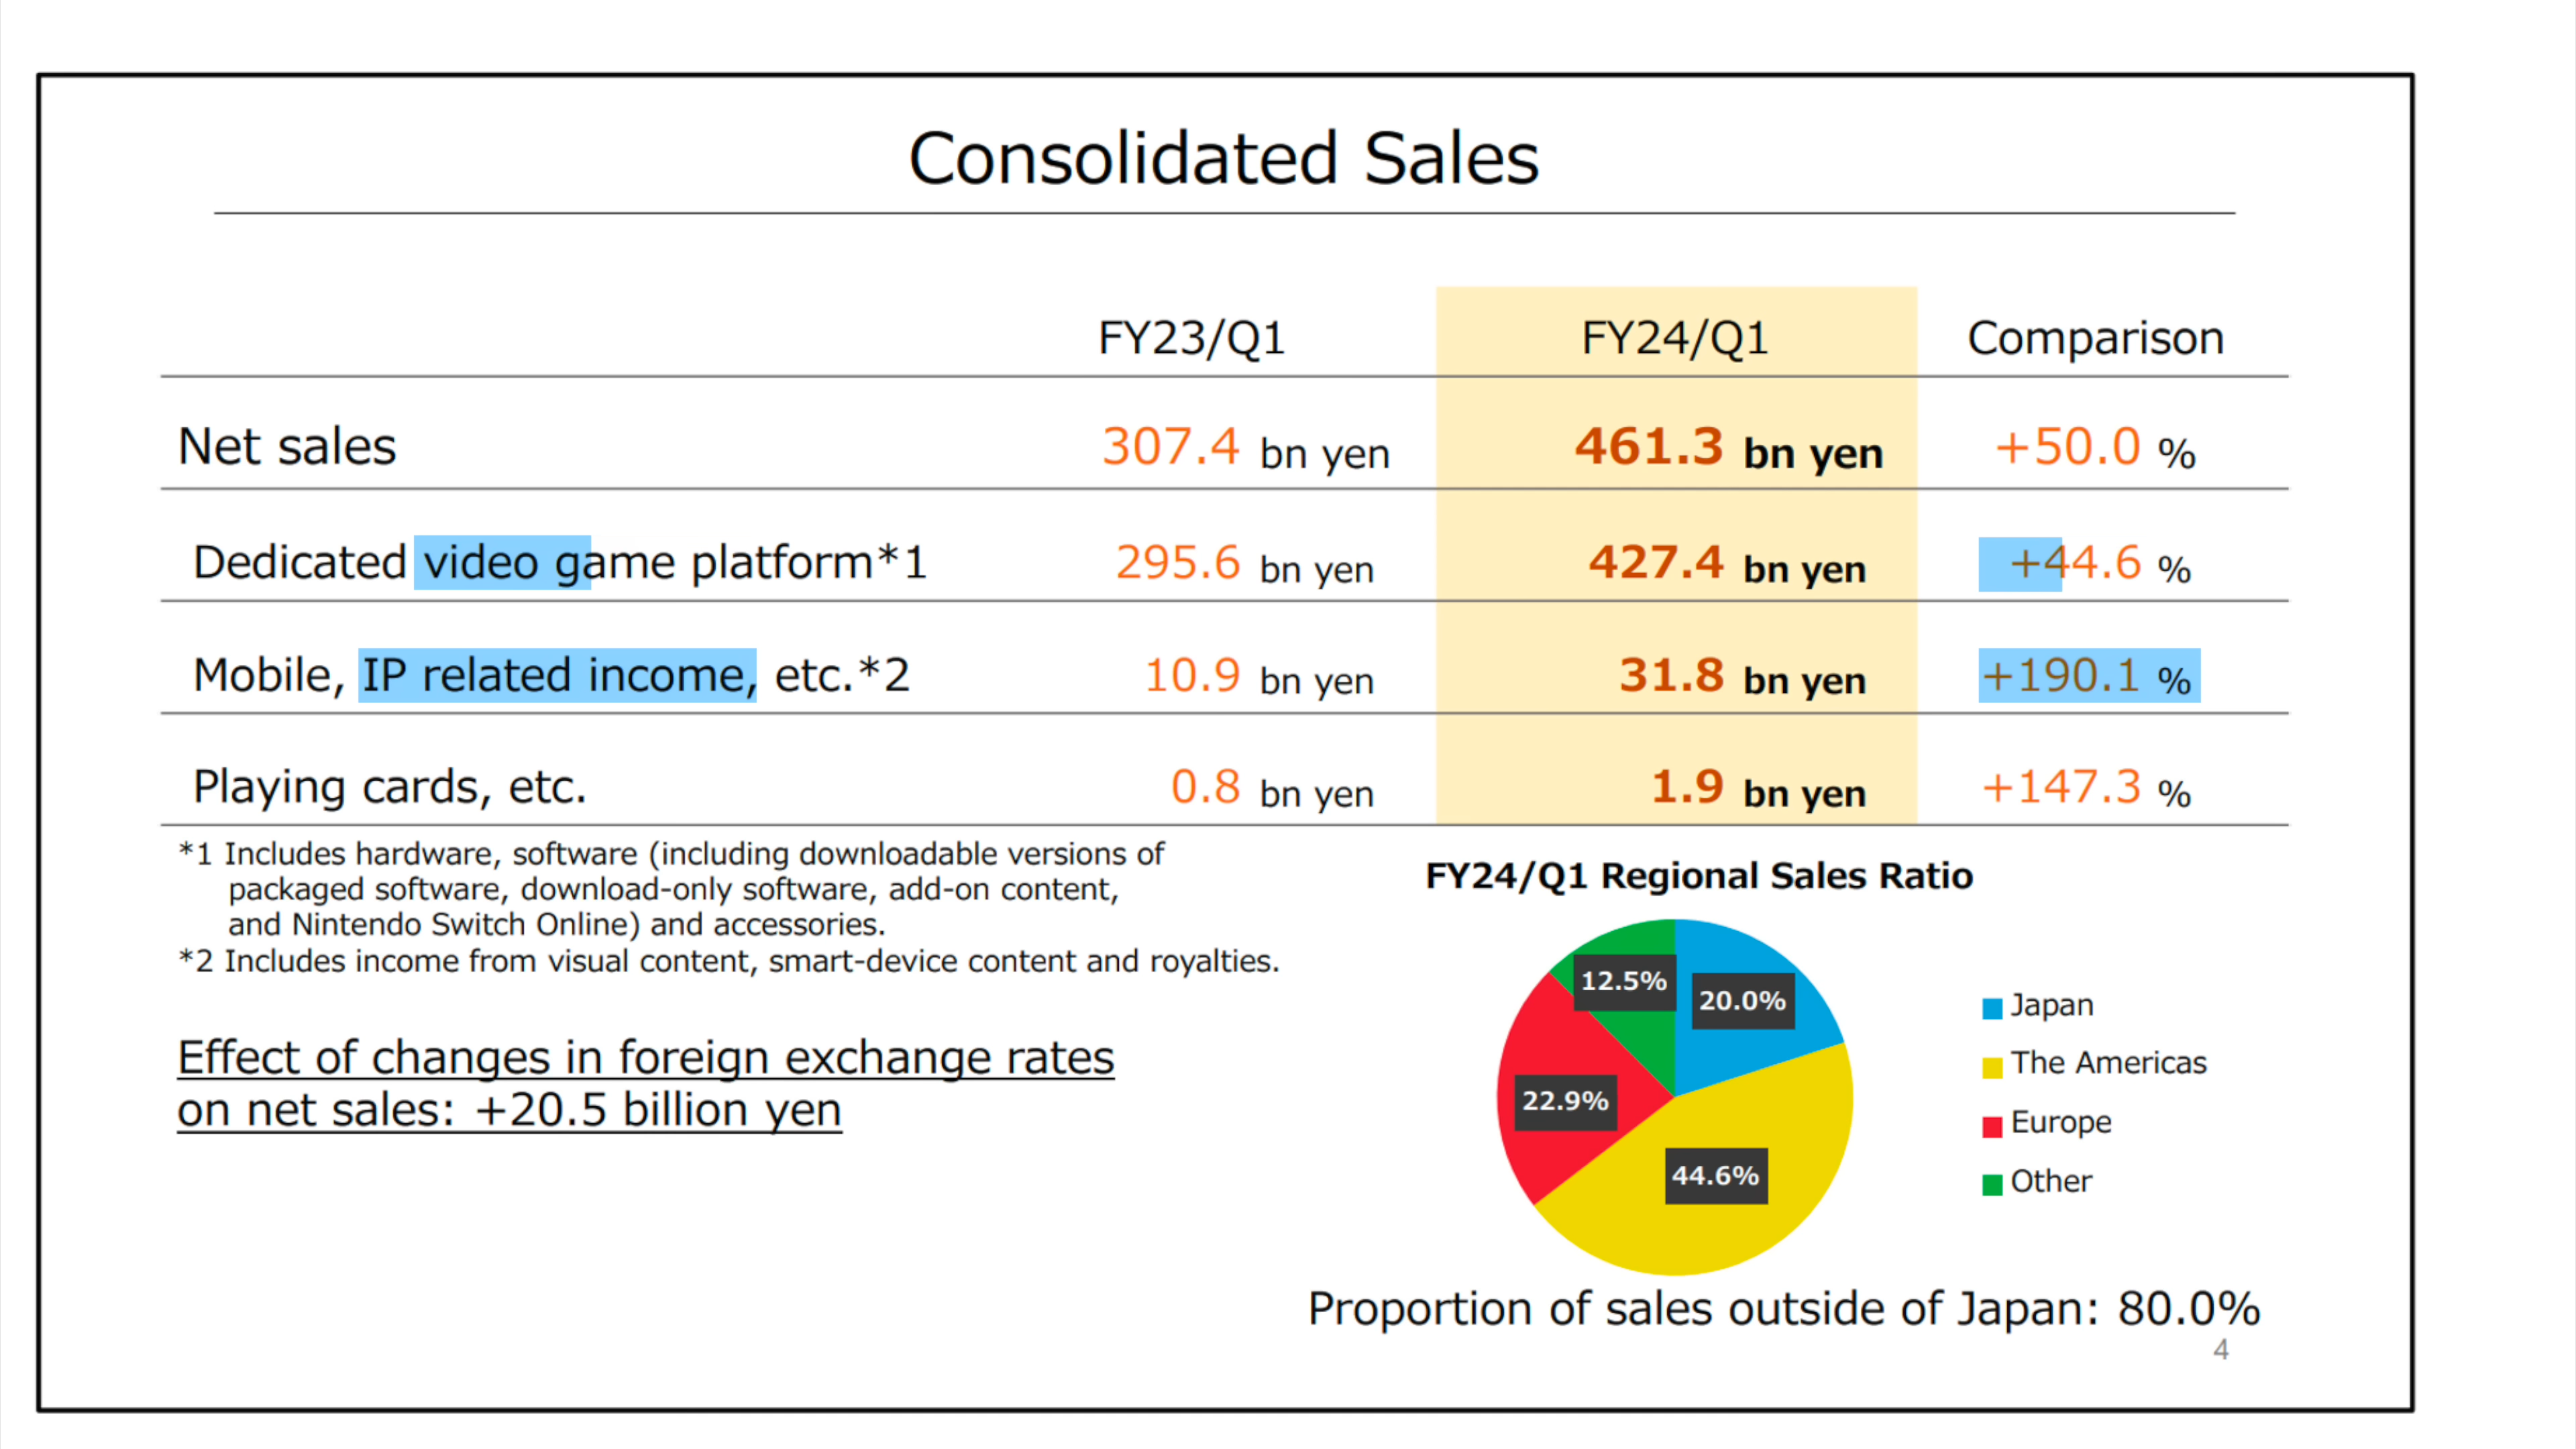 Consolidated Sales
FY23/Q1 FY24/Q1 Comparison
Net sales 307.4 bn yen 461.3 bn yen +50.0 %
Dedicated video game platform*1 295.6 bn yen 427.4 bn yen +44.6 %
Mobile, IP related income, etc.*2 10.9 bn yen 31.8 bn yen +190.1 %
Playing cards, etc. 0.8 bn yen 1.9 bn yen +147.3 %
*1 Includes hardware, software (including downloadable versions of
packaged software, download-only software, add-on content,
and Nintendo Switch Online) and accessories.
*2 Includes income from visual content, smart-device content and royalties.
Effect of changes in foreign exchange rates
on net sales: +20.5 billion yen
FY24/Q1 Regional Sales Ratio
12.5%
20.0%
22.9%
44.6%
Japan
The Americas
Europe
Other
Proportion of sales outside of Japan: 80.0%
4